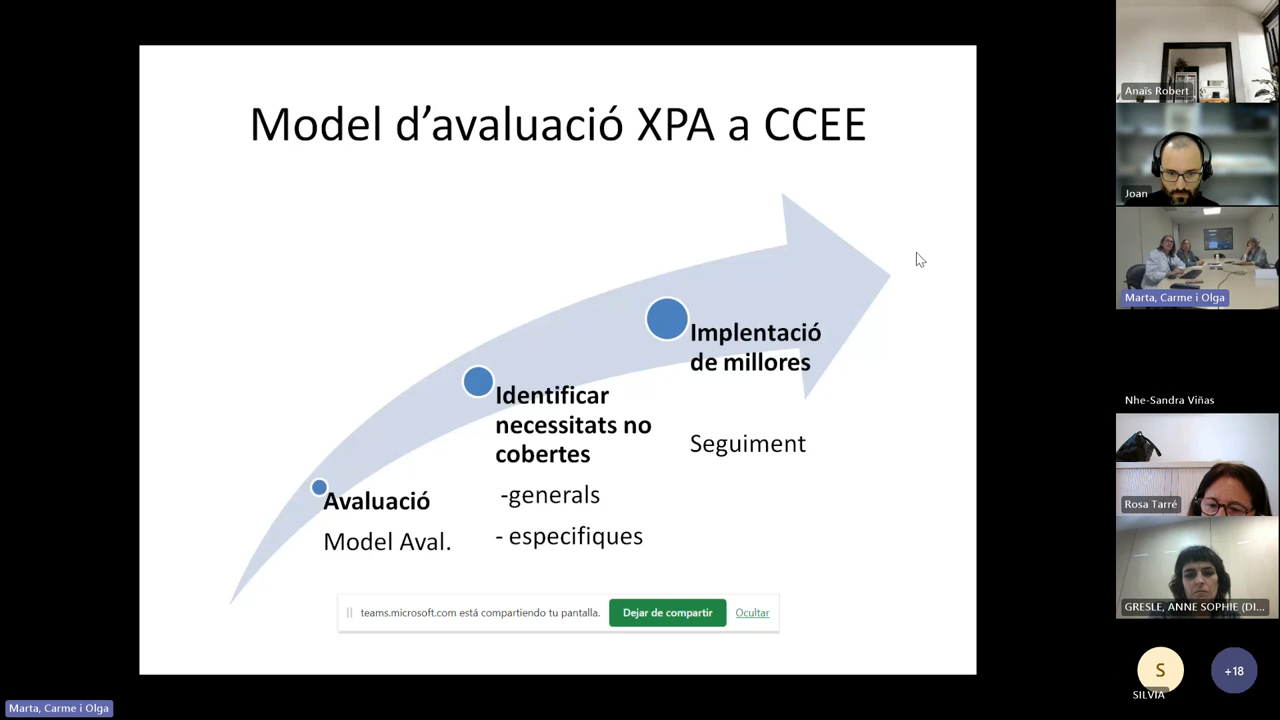 Model d’avaluació XPA a CCEE
Implentació
de millores
Seguiment
Identificar
necessitats no
cobertes
-generals
- especifiques
Avaluació
Model Aval.
teams.microsoft.com está compartiendo tu pantalla.
Dejar de compartir
Ocultar
Anaïs Robert
Joan
Marta, Carme i Olga
Nhe-Sandra Viñas
Rosa Tarré
GRESLE, ANNE SOPHIE (DI...
S
SILVIA
+18
Marta, Carme i Olga